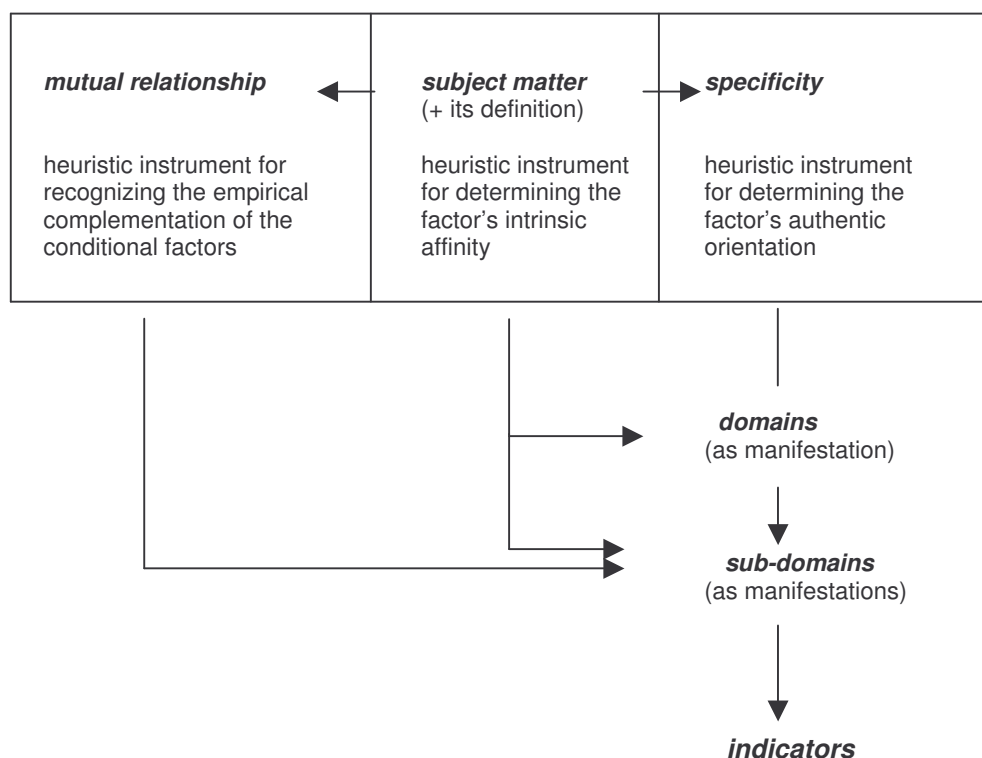 mutual relationship
heuristic instrument for
recognizing the empirical
complementation of the
conditional factors
subject matter
(+ its definition)
heuristic instrument
for determining the
factor's intrinsic
affinity
specificity
heuristic instrument
for determining the
factor's authentic
orientation
domains
(as manifestation)
sub-domains
(as manifestations)
indicators